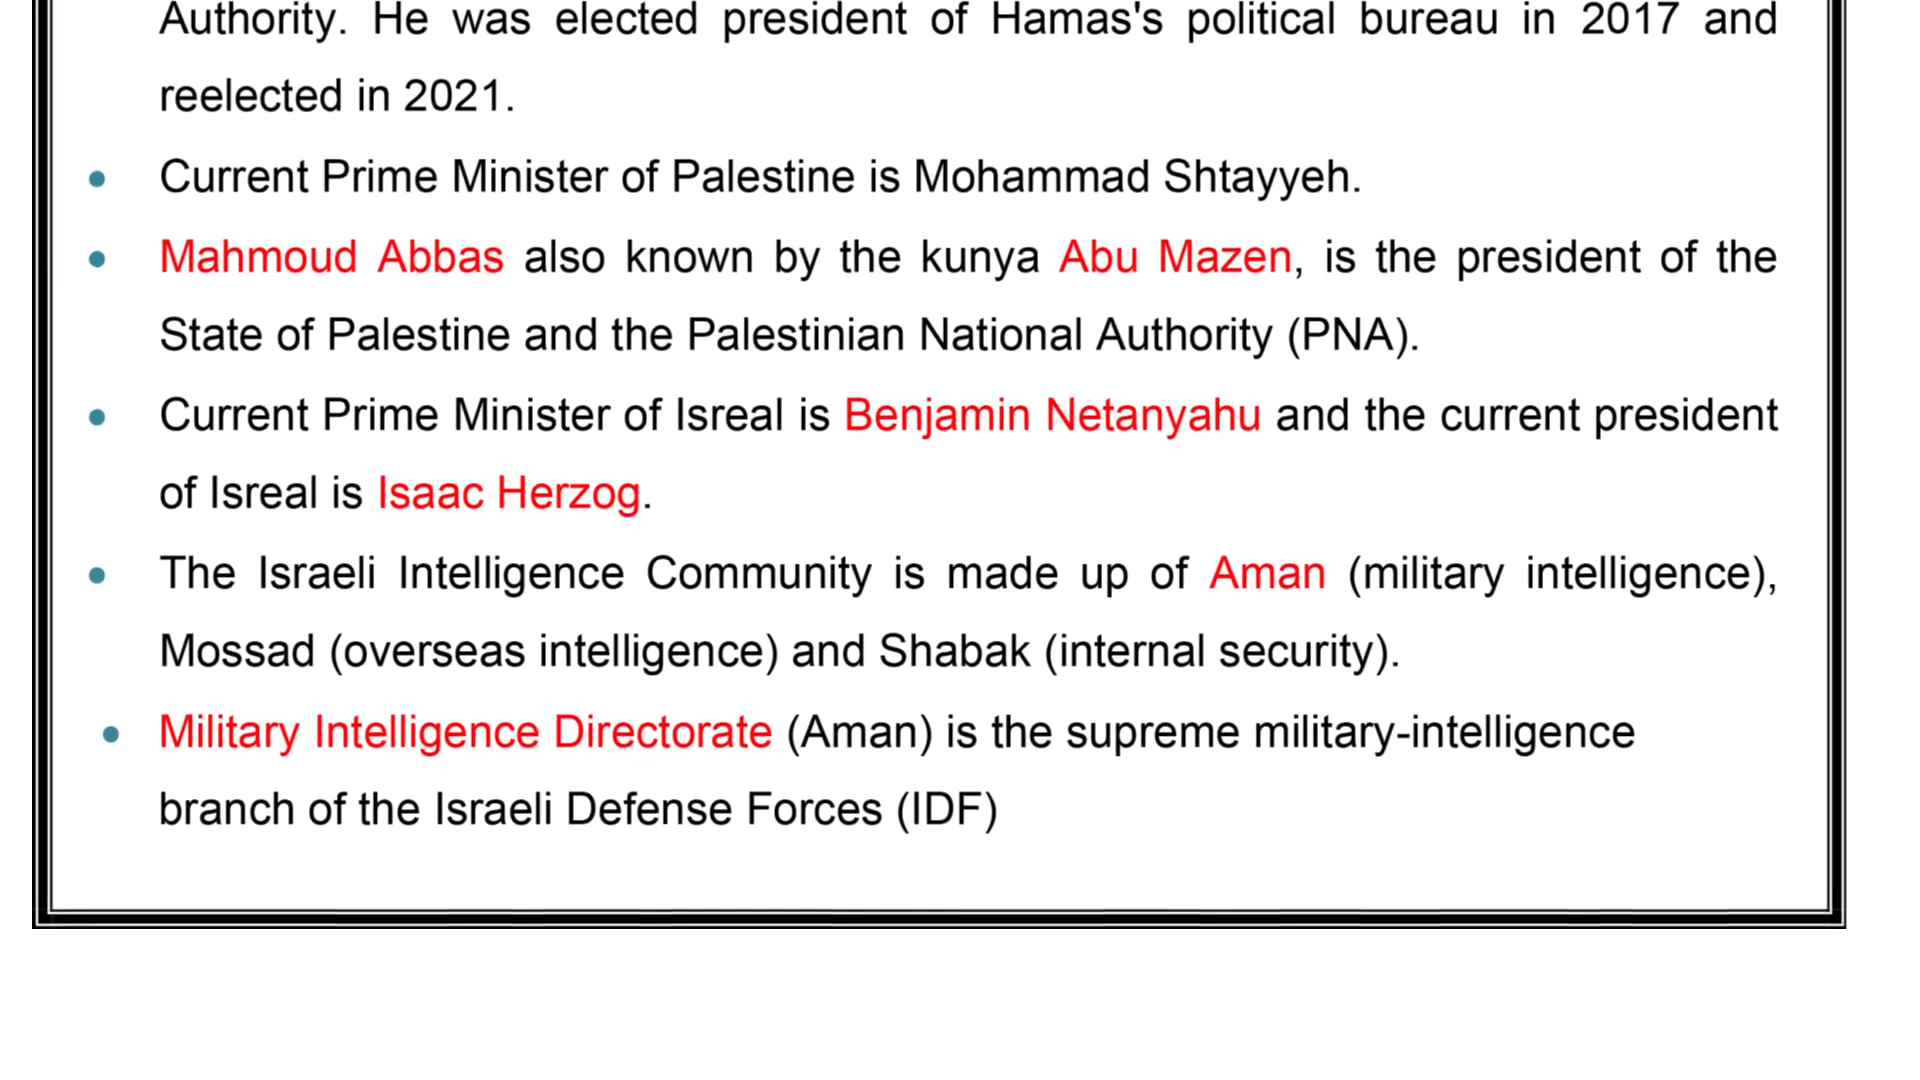 Authority. He was elected president of Hamas's political bureau in 2017 and
reelected in 2021.
• Current Prime Minister of Palestine is Mohammad Shtayyeh.
• Mahmoud Abbas also known by the kunya Abu Mazen, is the president of the
State of Palestine and the Palestinian National Authority (PNA).
• Current Prime Minister of Isreal is Benjamin Netanyahu and the current president
of Isreal is Isaac Herzog.
• The Israeli Intelligence Community is made up of Aman (military intelligence),
Mossad (overseas intelligence) and Shabak (internal security).
• Military Intelligence Directorate (Aman) is the supreme military-intelligence
branch of the Israeli Defense Forces (IDF)